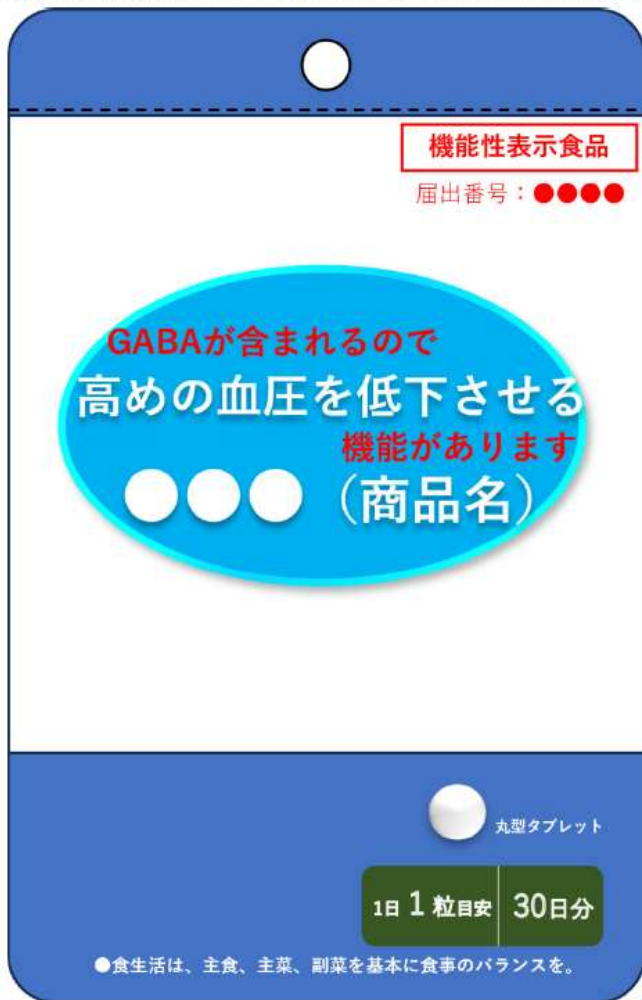 機能性表示食品
届出番号：●●●●
GABAが含まれるので
高めの血圧を低下させる
機能があります
●●●（商品名）
丸型タブレット
1日 1 粒目安 30日分
●食生活は、主食、主菜、副菜を基本に食事のバランスを。